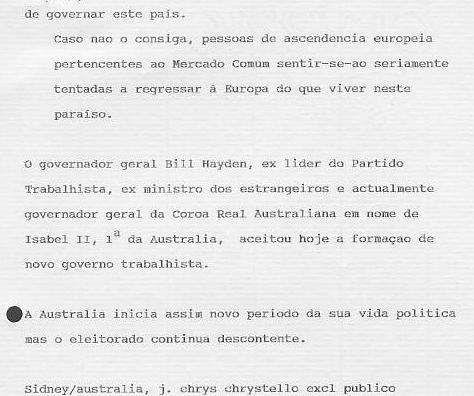 de governar este pais.
Caso nao o consiga, pessoas de ascendencia europeia
pertencentes ao Mercado Comum sentir-se-ao seriamente
tentadas a regressar à Europa do que viver neste
paraíso.
O governador geral Bill Hayden, ex lider do Partido
Trabalhista, ex ministro dos estrangeiros e actualmente
governador geral da Coroa Real Australiana em nome de
Isabel II, 1ª da Australia, aceitou hoje a formaçao de
novo governo trabalhista.
A Australia inicia assim novo periodo da sua vida politica
mas o eleitorado continua descontente.
Sidney/australia, j. chrys chrystello excl publico